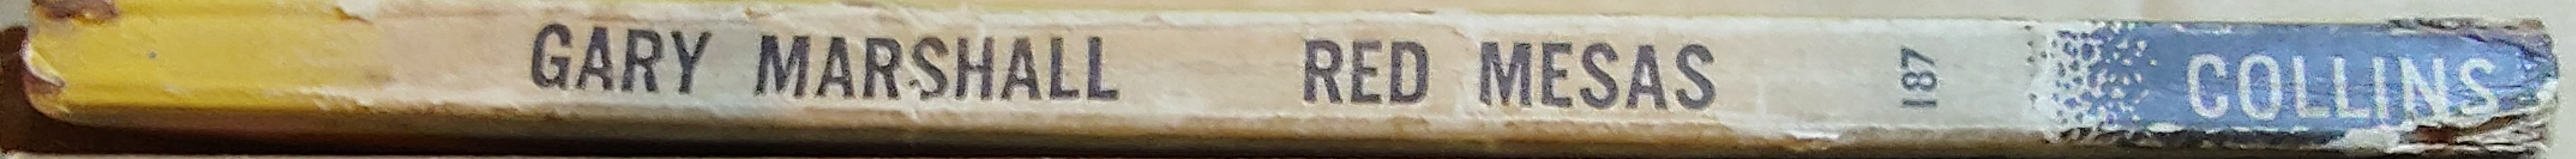 GARY MARSHALL RED MESAS 187 COLLINS